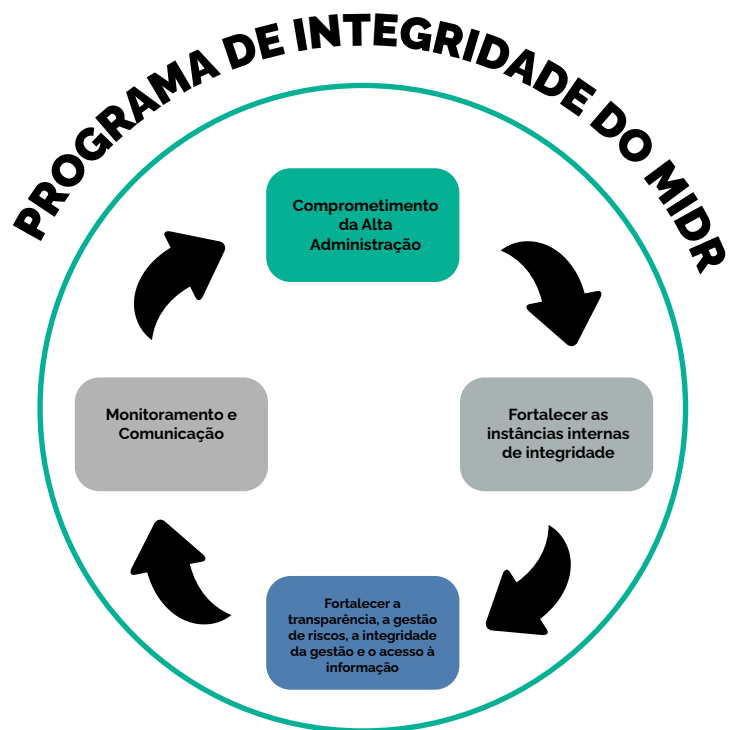 PROGRAMA DE INTEGRIDADE DO MIDR
Comprometimento
da Alta
Administração
Fortalecer as
instâncias internas
de integridade
Fortalecer a
transparência, a gestão
de riscos, a integridade
da gestão e o acesso à
informação
Monitoramento e
Comunicação